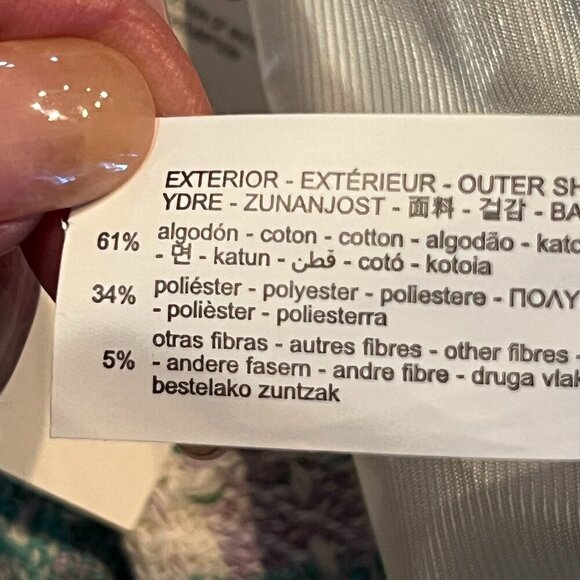 EXTERIOR - EXTÉRIEUR - OUTER SH
YDRE - ZUNANJOST - 面料 - 겉감 - BA
61% algodón - coton - cotton - algodão - kato
- 면 - katun - قطن - cotó - kotoia
34% poliéster - polyester - poliestere - ΠΟΛΥ
- polièster - poliesterra
5% otras fibras - autres fibres - other fibres -
- andere fasern - andre fibre - druga vlak
bestelako zuntzak